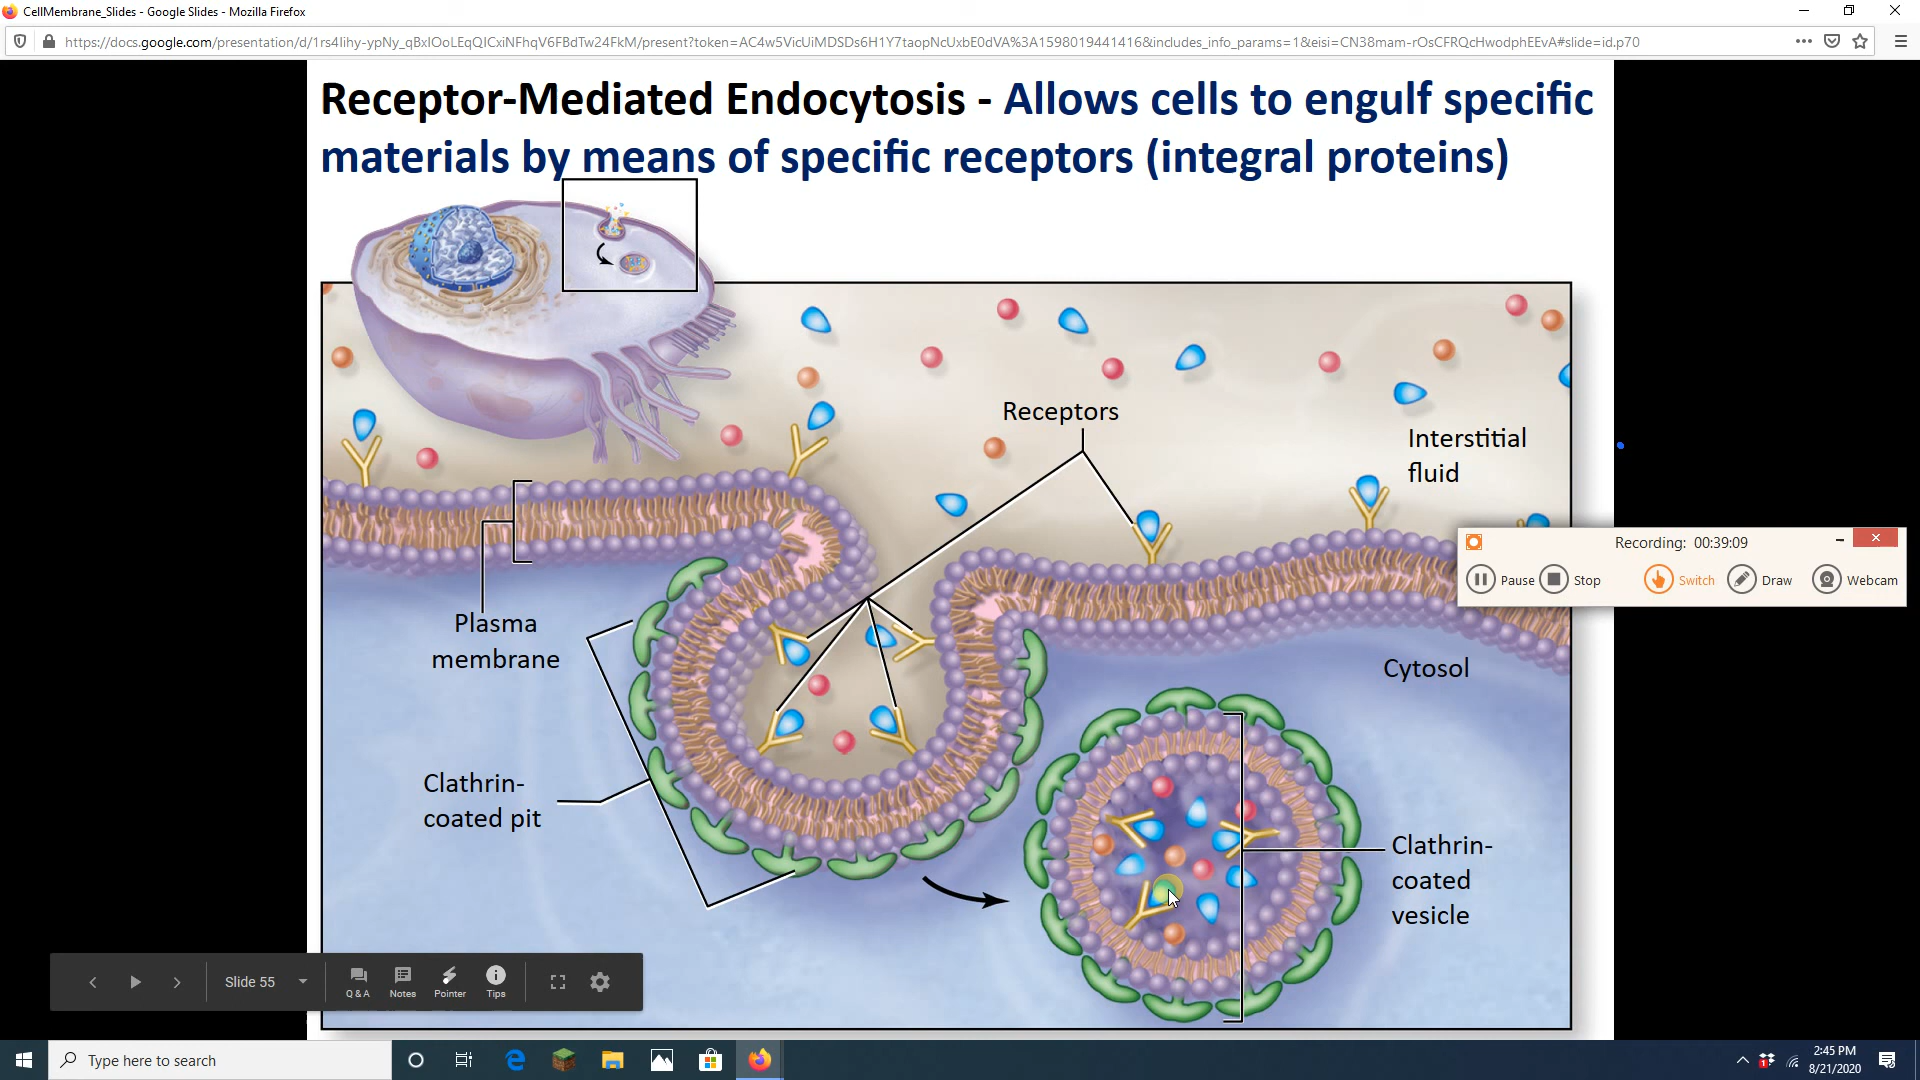 CellMembrane_Slides - Google Slides - Mozilla Firefox
https://docs.google.com/presentation/d/1rs4Iihy-ypNy_qBxIOoLEqQICxiNFhqV6FBdTw24FkM/present?token=AC4w5VicUiMDSDs6H1Y7taopNcUxbE0dVA%3A1598019441416&includes_info_params=1&eisi=CN38mam-rOsCFRQcHwodphEEvA#slide=id.p70
Receptor-Mediated Endocytosis - Allows cells to engulf specific
materials by means of specific receptors (integral proteins)
Receptors
Interstitial
fluid
Recording: 00:39:09
Pause Stop Switch Draw Webcam
Plasma
membrane
Cytosol
Clathrin-
coated pit
Clathrin-
coated
vesicle
Slide 55
Q & A Notes Pointer Tips
Type here to search
2:45 PM
8/21/2020